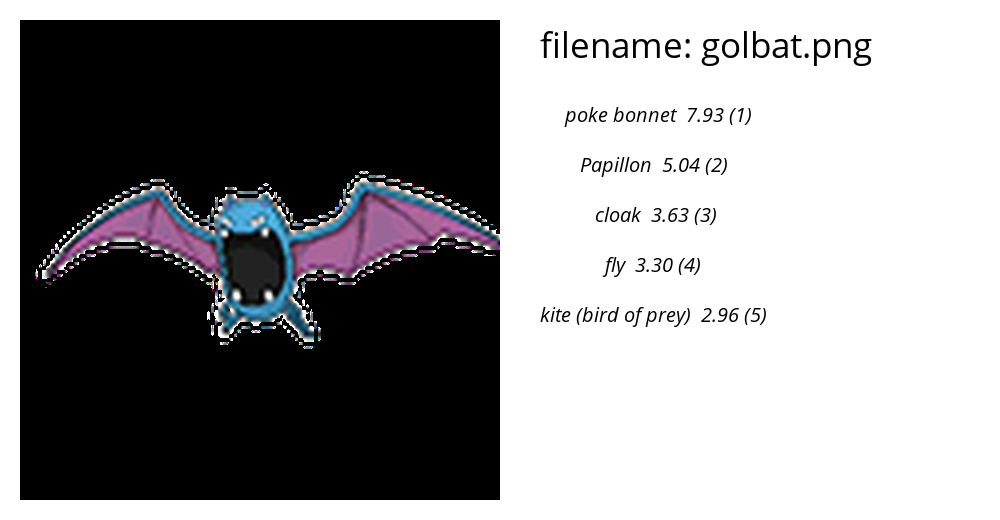 filename: golbat.png
poke bonnet 7.93 (1)
Papillon 5.04 (2)
cloak 3.63 (3)
fly 3.30 (4)
kite (bird of prey) 2.96 (5)